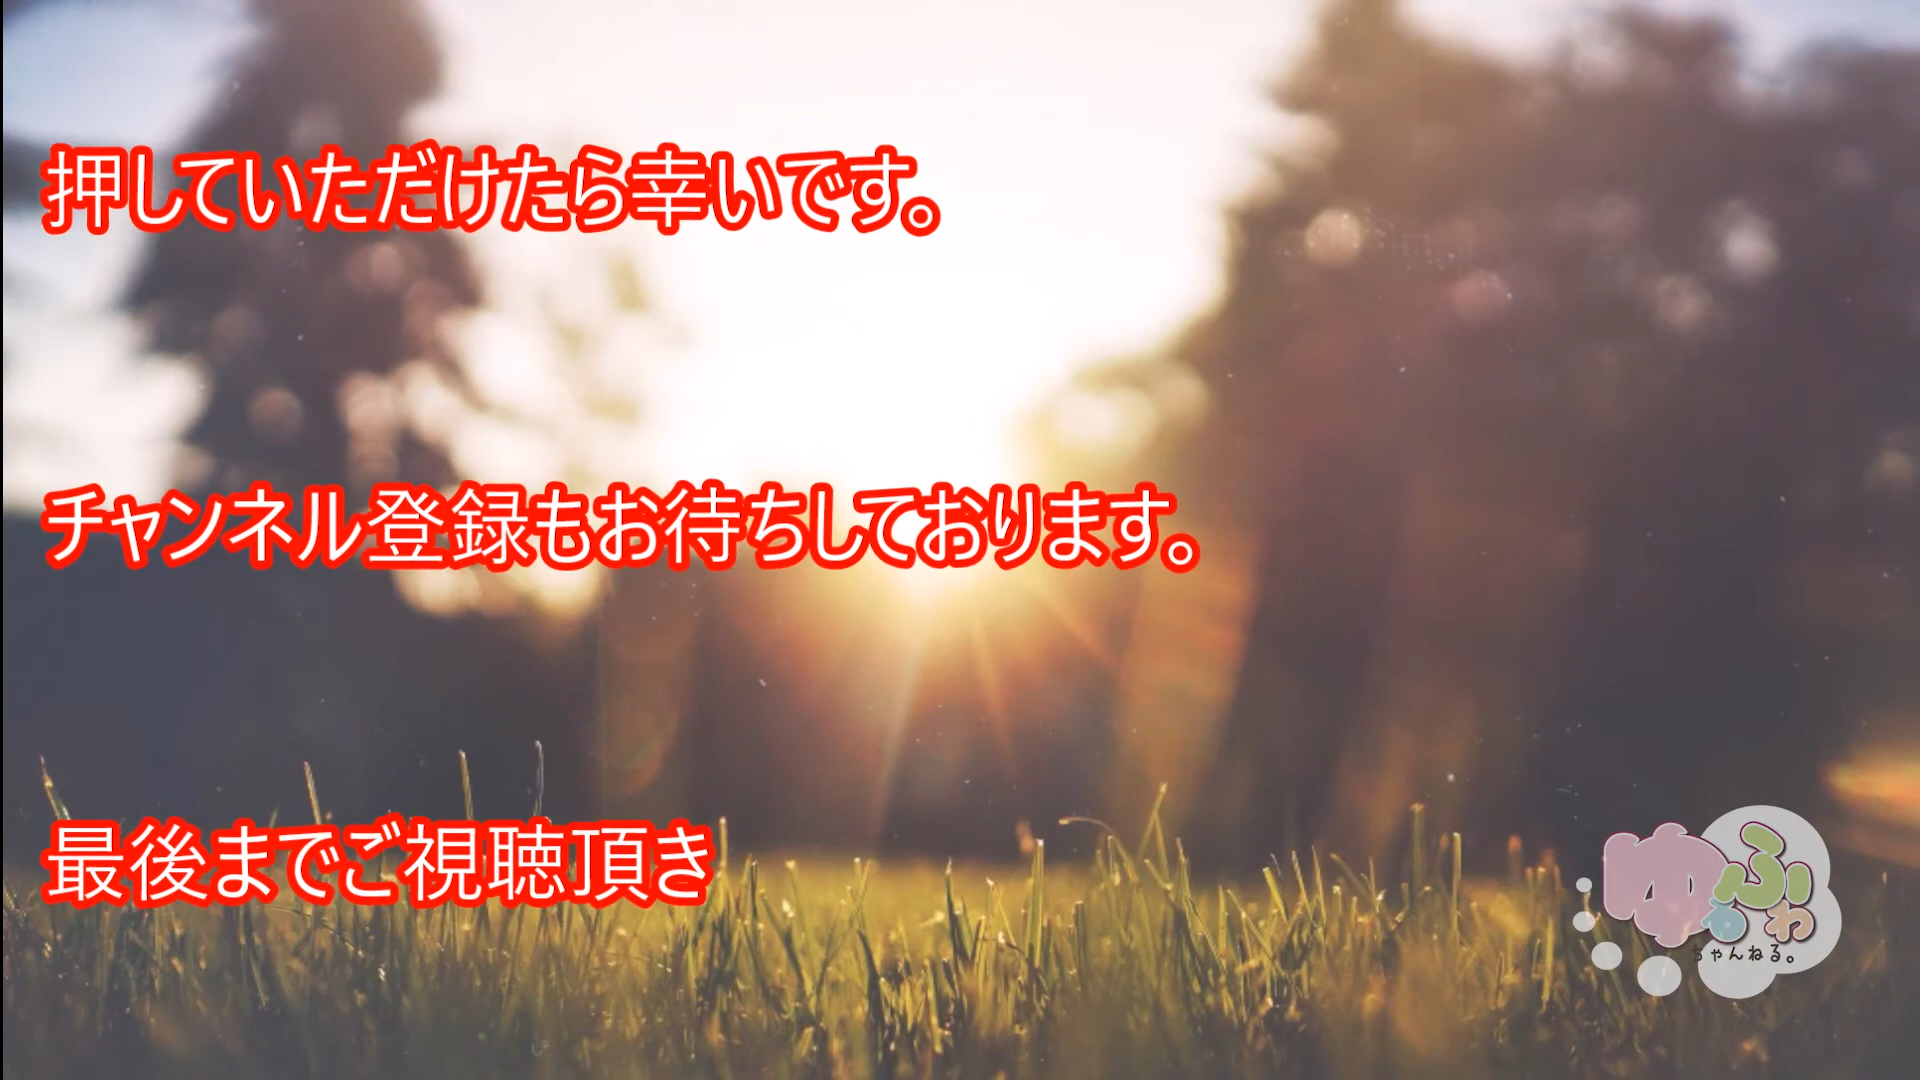 押していただけたら幸いです。
チャンネル登録もお待ちしております。
最後までご視聴頂き
ゆるふわ
ちゃんねる。